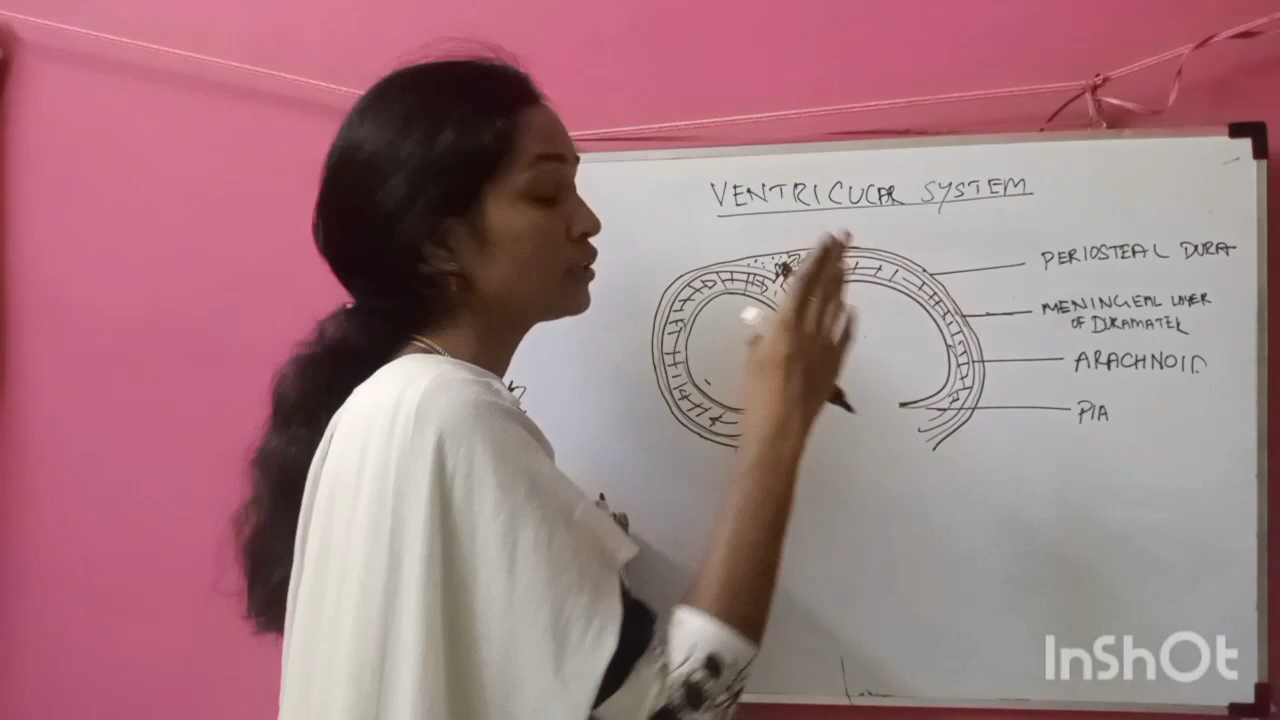 VENTRICULAR SYSTEM
PERIOSTEAL DURA
MENINGEAL LAYER
OF DURAMATER
ARACHNOID
PIA
InShOt